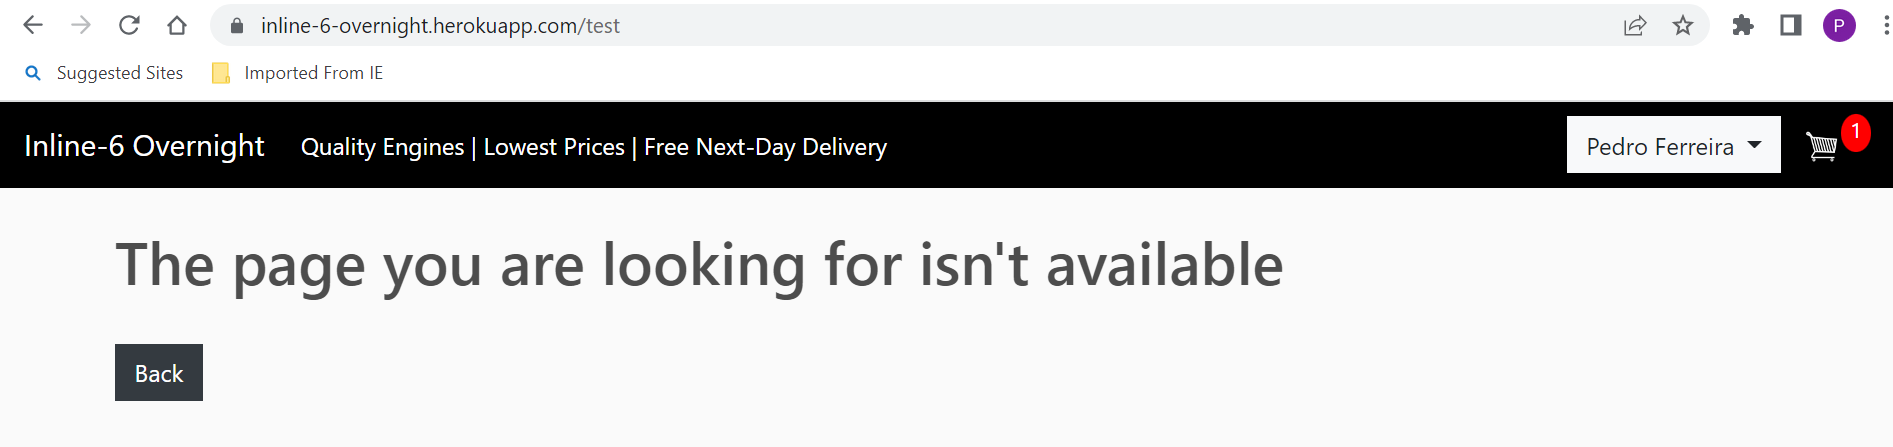 inline-6-overnight.herokuapp.com/test
P
Suggested Sites
Imported From IE
Inline-6 Overnight
Quality Engines | Lowest Prices | Free Next-Day Delivery
Pedro Ferreira
1
The page you are looking for isn't available
Back